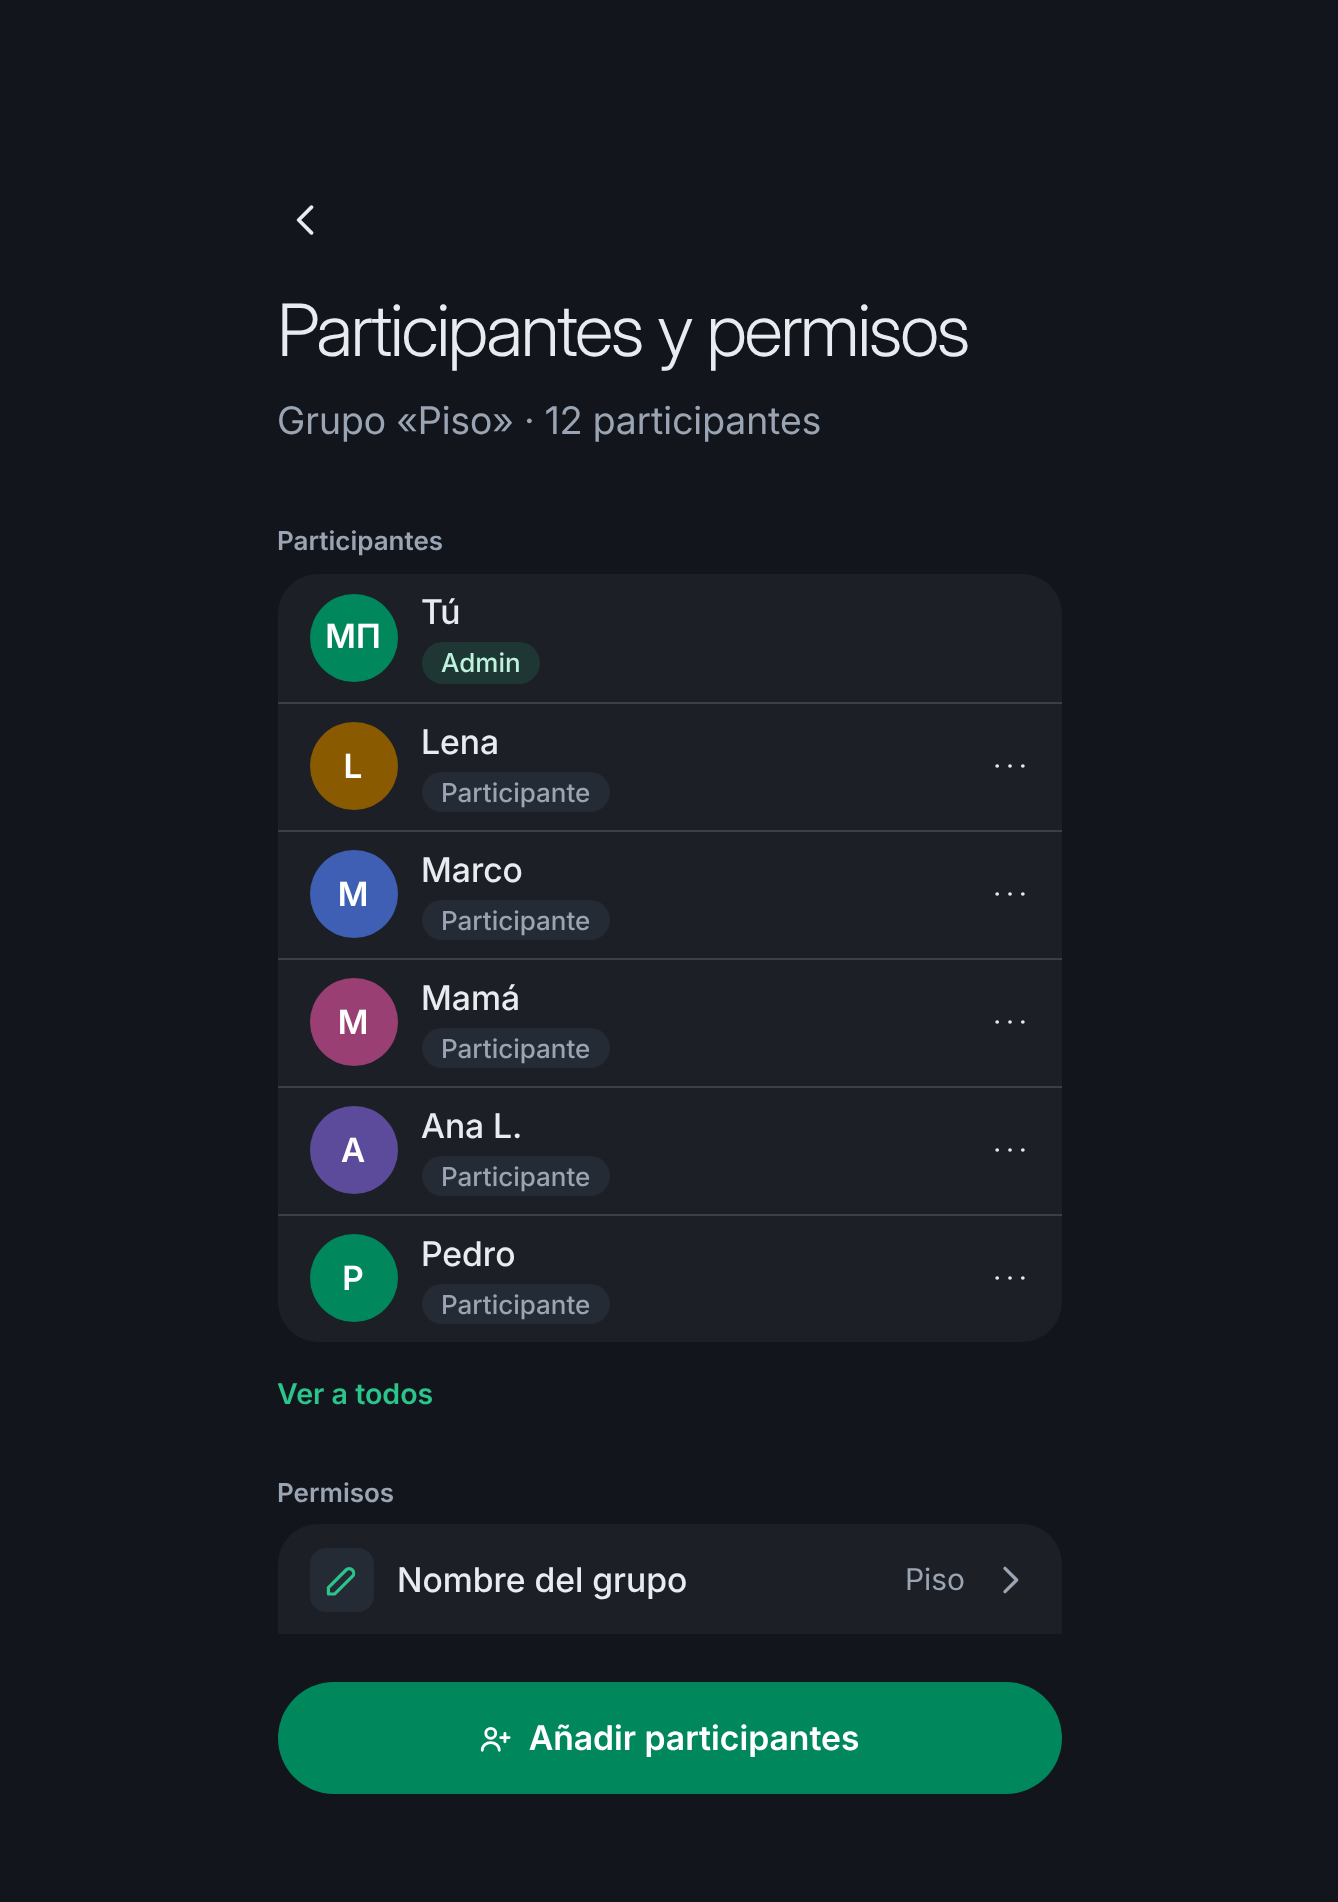 Participantes y permisos
Grupo «Piso» · 12 participantes
Participantes
МП
Tú
Admin
L
Lena
Participante
...
M
Marco
Participante
...
M
Mamá
Participante
...
A
Ana L.
Participante
...
P
Pedro
Participante
...
Ver a todos
Permisos
Nombre del grupo
Piso
Añadir participantes